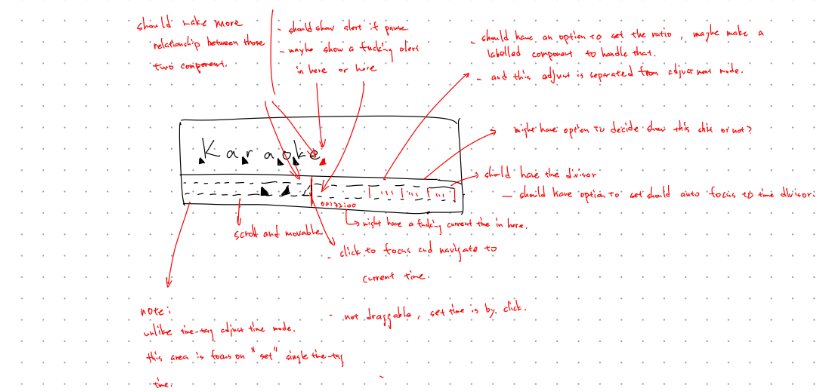 should make more
relationship between those
two component.
- should show alert if pause
- maybe show a fucking alert
in here or here
- should have an option to set the ratio, maybe make a
labelled component to handle that.
- and this adjust is separated from adjustment mode.
might have option to decide show this shit or not?
Karaoke
should have the divisor
- should have option to set should auto focus to time divisor.
00:33:00
might have a fucking current time in here.
scroll and movable
- click to focus and navigate to
current time.
note:
unlike time-tag adjust time mode.
this area is focus on "set" single time-tag
time.
- not draggable, set time is by click.